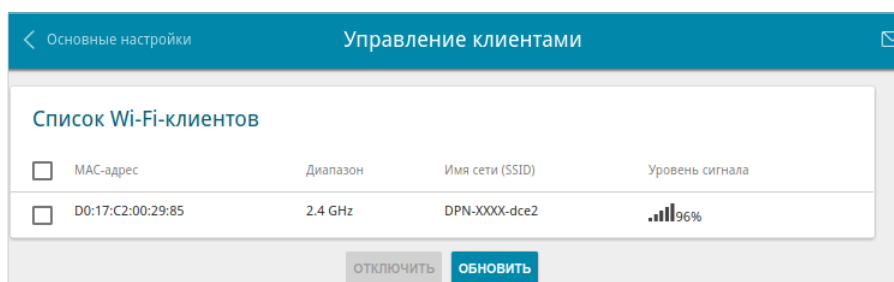 Основные настройки
Управление клиентами
Список Wi-Fi-клиентов
MAC-адрес Диапазон Имя сети (SSID) Уровень сигнала
D0:17:C2:00:29:85 2.4 GHz DPN-XXXX-dce2 96%
ОТКЛЮЧИТЬ ОБНОВИТЬ